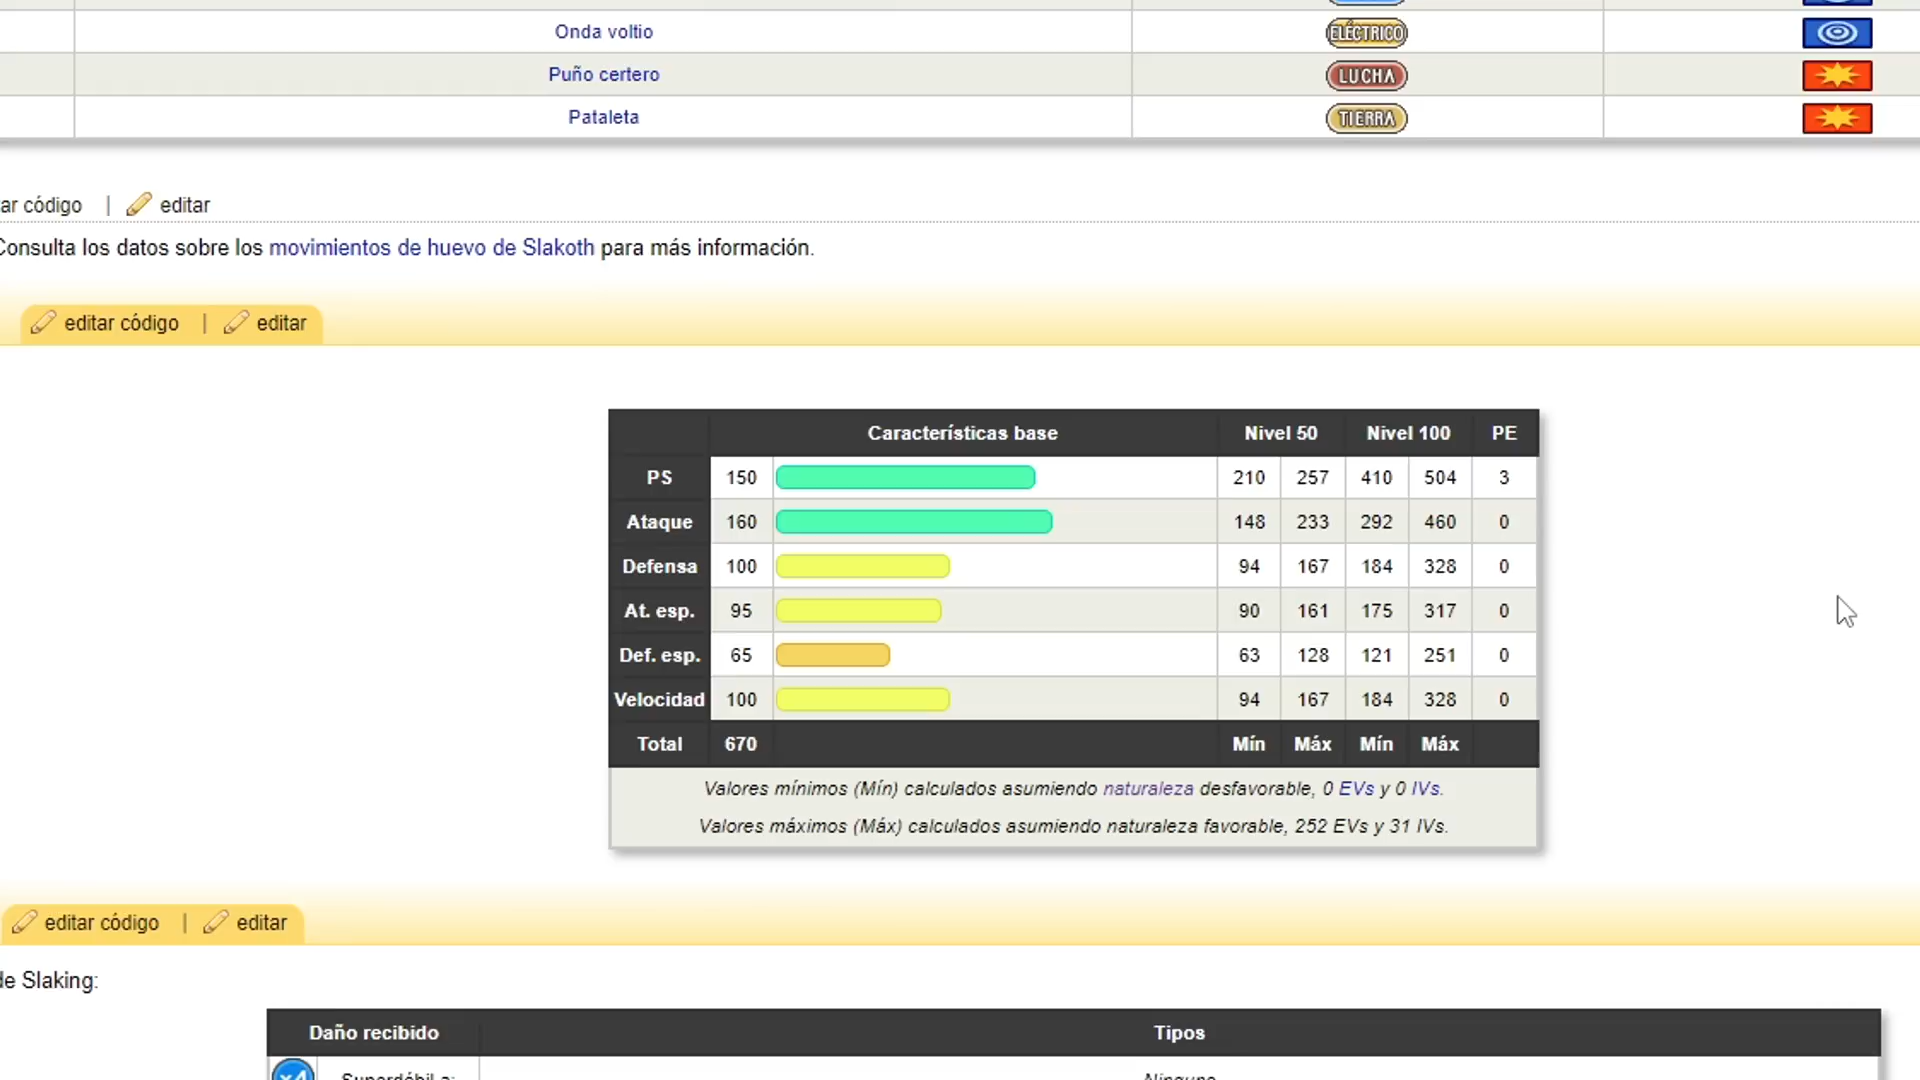 Onda voltio ELÉCTRICO
Puño certero LUCHA
Pataleta TIERRA
ar código | editar
Consulta los datos sobre los movimientos de huevo de Slakoth para más información.
editar código | editar
Características base Nivel 50 Nivel 100 PE
PS 150 210 257 410 504 3
Ataque 160 148 233 292 460 0
Defensa 100 94 167 184 328 0
At. esp. 95 90 161 175 317 0
Def. esp. 65 63 128 121 251 0
Velocidad 100 94 167 184 328 0
Total 670 Mín Máx Mín Máx
Valores mínimos (Mín) calculados asumiendo naturaleza desfavorable, 0 EVs y 0 IVs.
Valores máximos (Máx) calculados asumiendo naturaleza favorable, 252 EVs y 31 IVs.
editar código | editar
de Slaking:
Daño recibido Tipos
x4 Superdébil a: Ninguno